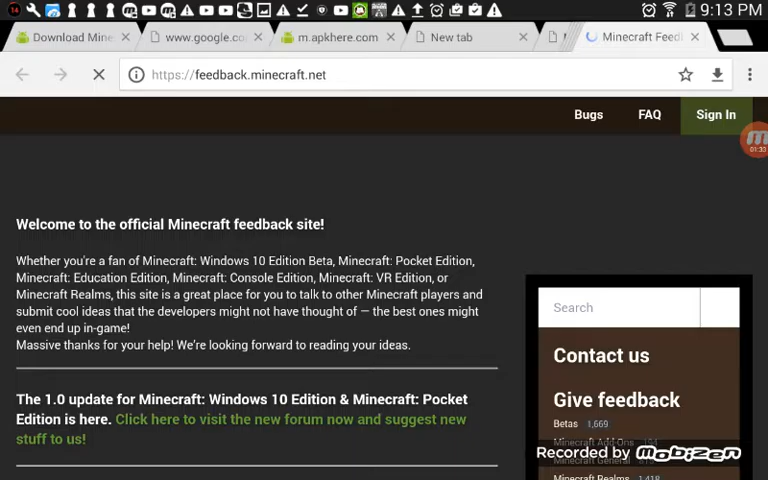 14
9:13 PM
Download Mine
www.google.co
m.apkhere.com
New tab
Minecraft Feed
https://feedback.minecraft.net
Bugs FAQ Sign In
01:33
Welcome to the official Minecraft feedback site!
Whether you're a fan of Minecraft: Windows 10 Edition Beta, Minecraft: Pocket Edition,
Minecraft: Education Edition, Minecraft: Console Edition, Minecraft: VR Edition, or
Minecraft Realms, this site is a great place for you to talk to other Minecraft players and
submit cool ideas that the developers might not have thought of — the best ones might
even end up in-game!
Massive thanks for your help! We're looking forward to reading your ideas.
The 1.0 update for Minecraft: Windows 10 Edition & Minecraft: Pocket
Edition is here. Click here to visit the new forum now and suggest new
stuff to us!
Search
Contact us
Give feedback
Betas 1,669
Minecraft Add-Ons 194
Minecraft General
Minecraft Realms 1,418
Recorded by Mobizen